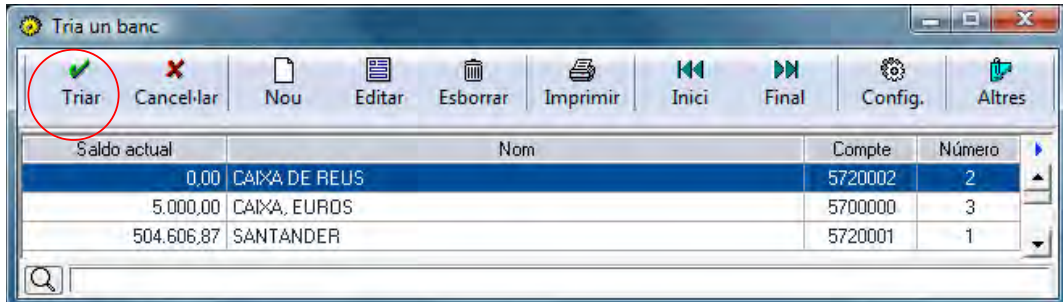 Tria un banc
Triar Cancel·lar Nou Editar Esborrar Imprimir Inici Final Config. Altres
Saldo actual Nom Compte Número
0,00 CAIXA DE REUS 5720002 2
5.000,00 CAIXA, EUROS 5700000 3
504.606,87 SANTANDER 5720001 1